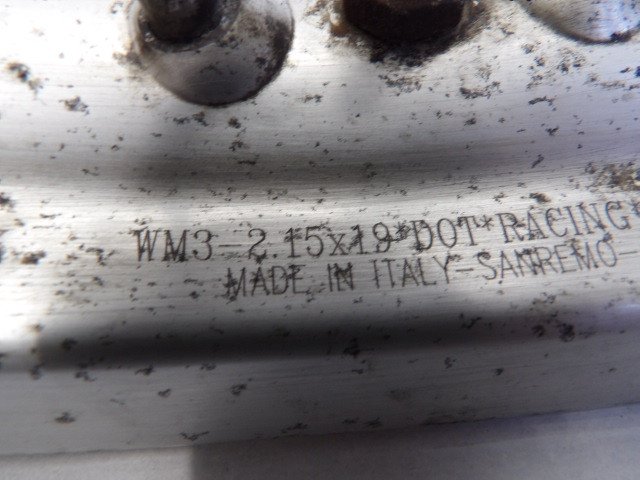 WM3-2.15x19*DOT*RACING*
MADE IN ITALY-SANREMO-